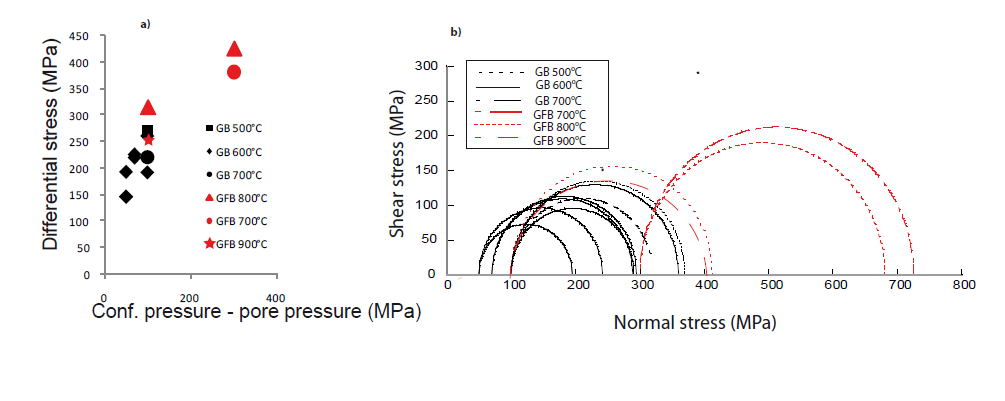 a)
Differential stress (MPa)
450
400
350
300
250
200
150
100
50
0
0
200
400
Conf. pressure - pore pressure (MPa)
GB 500°C
GB 600°C
GB 700°C
GFB 800°C
GFB 700°C
GFB 900°C
b)
Shear stress (MPa)
300
250
200
150
100
50
0
0
100
200
300
400
500
600
700
800
Normal stress (MPa)
GB 500°C
GB 600°C
GB 700°C
GFB 700°C
GFB 800°C
GFB 900°C